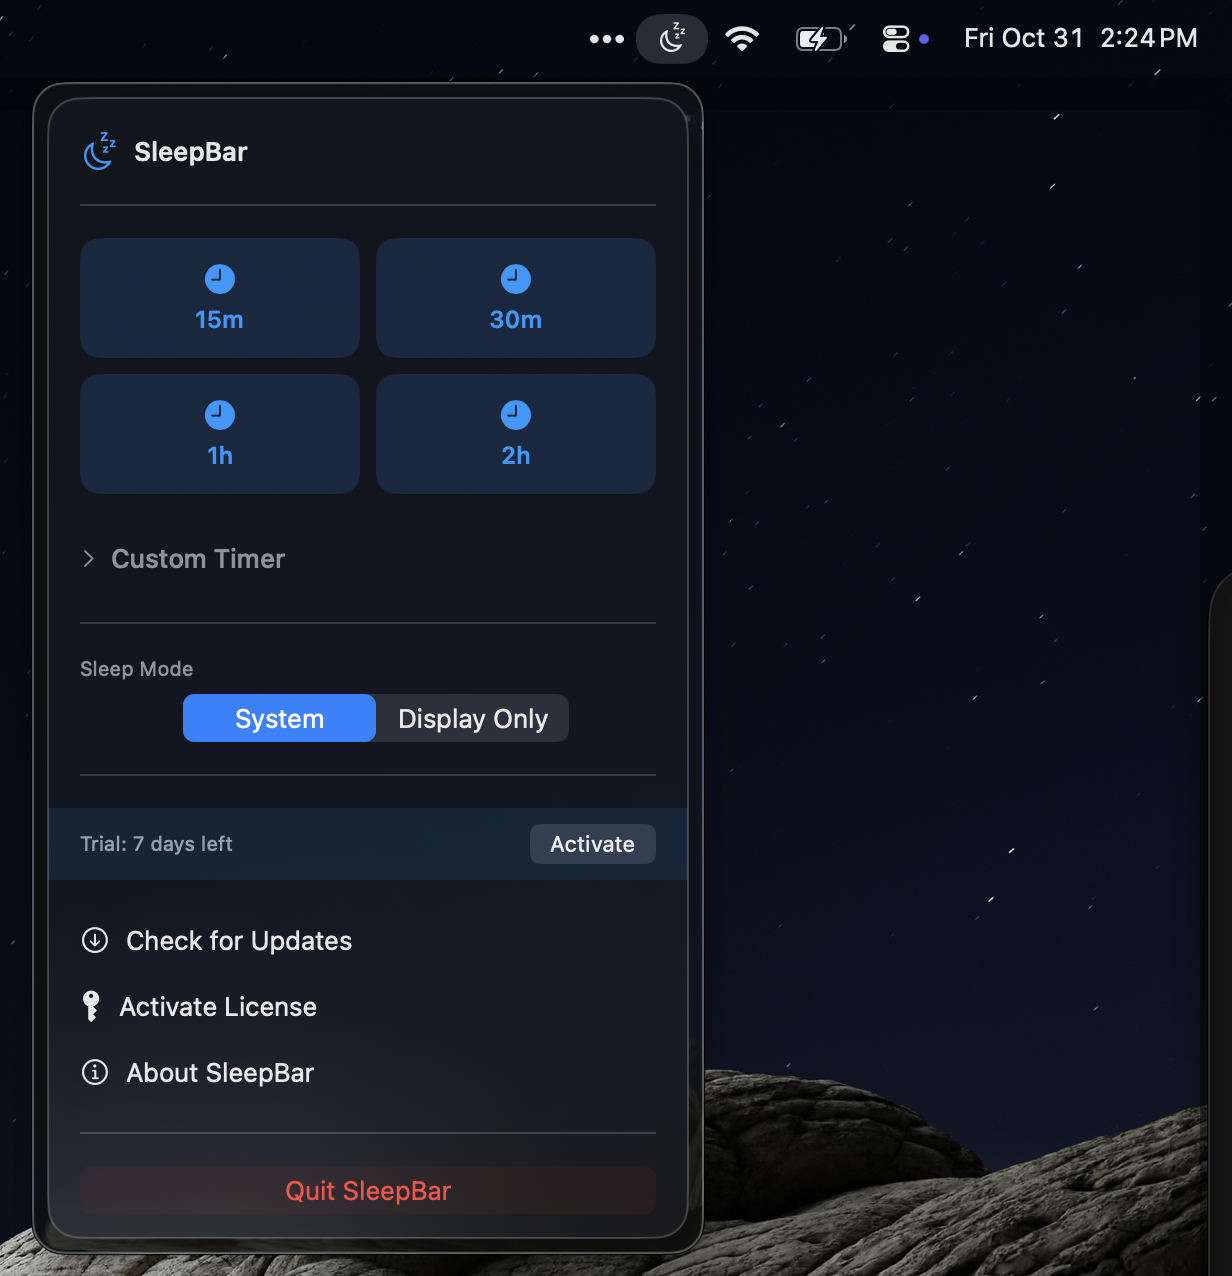 Fri Oct 31 2:24 PM
SleepBar
15m
30m
1h
2h
Custom Timer
Sleep Mode
System
Display Only
Trial: 7 days left
Activate
Check for Updates
Activate License
About SleepBar
Quit SleepBar